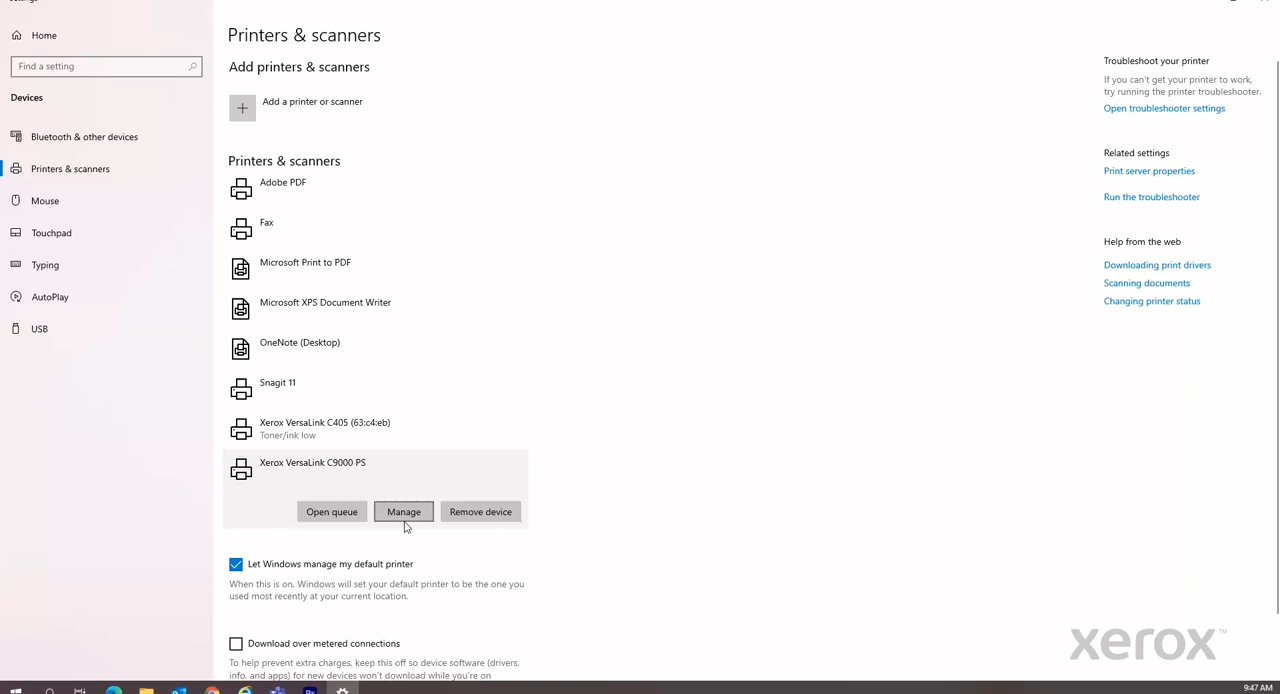 Home
Find a setting
Devices
Bluetooth & other devices
Printers & scanners
Mouse
Touchpad
Typing
AutoPlay
USB
Printers & scanners
Add printers & scanners
Add a printer or scanner
Printers & scanners
Adobe PDF
Fax
Microsoft Print to PDF
Microsoft XPS Document Writer
OneNote (Desktop)
Snagit 11
Xerox VersaLink C405 (63:c4:eb)
Toner/ink low
Xerox VersaLink C9000 PS
Open queue
Manage
Remove device
Let Windows manage my default printer
When this is on, Windows will set your default printer to be the one you
used most recently at your current location.
Download over metered connections
To help prevent extra charges, keep this off so device software (drivers,
info, and apps) for new devices won't download while you're on
Troubleshoot your printer
If you can't get your printer to work,
try running the printer troubleshooter.
Open troubleshooter settings
Related settings
Print server properties
Run the troubleshooter
Help from the web
Downloading print drivers
Scanning documents
Changing printer status
xerox™
9:47 AM